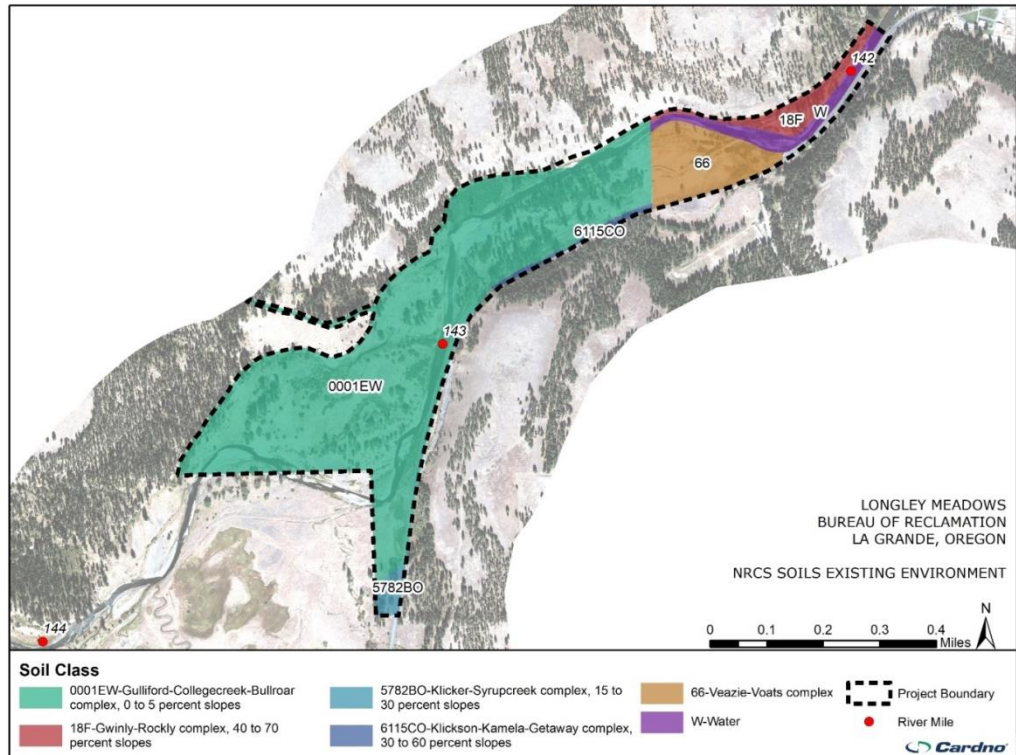 142
18F
W
66
6115CO
143
0001EW
5782BO
144
LONGLEY MEADOWS
BUREAU OF RECLAMATION
LA GRANDE, OREGON
NRCS SOILS EXISTING ENVIRONMENT
N
0 0.1 0.2 0.3 0.4
Miles
Soil Class
0001EW-Gulliford-Collegecreek-Bullroar
complex, 0 to 5 percent slopes
18F-Gwinly-Rockly complex, 40 to 70
percent slopes
5782BO-Klicker-Syrupcreek complex, 15 to
30 percent slopes
6115CO-Klickson-Kamela-Getaway complex,
30 to 60 percent slopes
66-Veazie-Voats complex
W-Water
Project Boundary
River Mile
Cardno